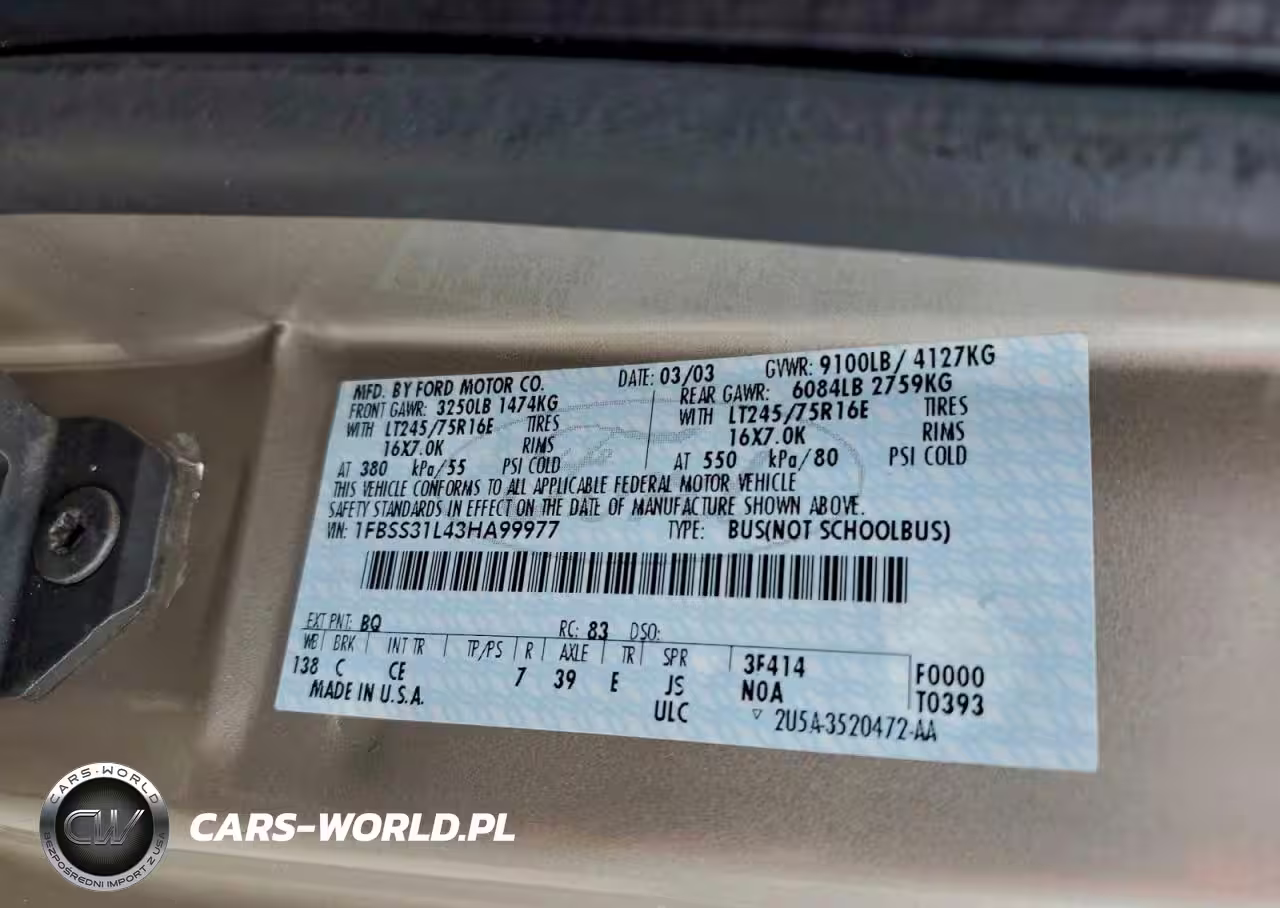 MFD. BY FORD MOTOR CO. DATE: 03/03 GVWR: 9100LB / 4127KG
FRONT GAWR: 3250LB 1474KG REAR GAWR: 6084LB 2759KG
WITH LT245/75R16E TIRES WITH LT245/75R16E TIRES
16X7.0K RIMS 16X7.0K RIMS
AT 380 kPa/55 PSI COLD AT 550 kPa/80 PSI COLD
THIS VEHICLE CONFORMS TO ALL APPLICABLE FEDERAL MOTOR VEHICLE
SAFETY STANDARDS IN EFFECT ON THE DATE OF MANUFACTURE SHOWN ABOVE.
VIN: 1FBSS31L43HA99977 TYPE: BUS(NOT SCHOOLBUS)
EXT PNT: BQ RC: 83 DSO:
WB BRK INT TR TP/PS R AXLE TR SPR
138 C CE 7 39 E JS 3F414 F0000
MADE IN U.S.A. ULC N0A T0393
2U5A-3520472-AA
CARS-WORLD
CW
BEZPOŚREDNI IMPORT Z USA
CARS-WORLD.PL